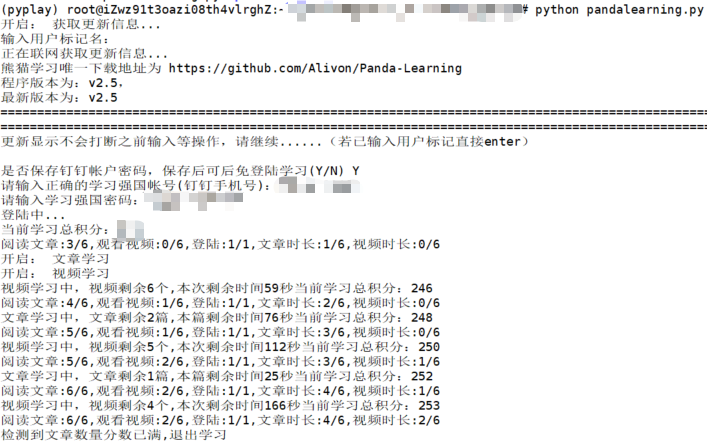 (pyplay) root@iZwz91t3oazi08th4vlrghZ:~ # python pandalearning.py
开启： 获取更新信息...
输入用户标记名：
正在联网获取更新信息...
熊猫学习唯一下载地址为 https://github.com/Alivon/Panda-Learning
程序版本为：v2.5，
最新版本为：v2.5
==========================================================================================
==========================================================================================
更新显示不会打断之前输入等操作，请继续......（若已输入用户标记直接enter）
是否保存钉钉帐户密码，保存后可后免登陆学习(Y/N) Y
请输入正确的学习强国帐号(钉钉手机号)：
请输入学习强国密码：
登陆中...
当前学习总积分：
阅读文章:3/6,观看视频:0/6,登陆:1/1,文章时长:1/6,视频时长:0/6
开启： 文章学习
开启： 视频学习
视频学习中，视频剩余6个,本次剩余时间59秒当前学习总积分：246
阅读文章:4/6,观看视频:1/6,登陆:1/1,文章时长:2/6,视频时长:0/6
文章学习中，文章剩余2篇,本篇剩余时间76秒当前学习总积分：248
阅读文章:5/6,观看视频:1/6,登陆:1/1,文章时长:3/6,视频时长:0/6
视频学习中，视频剩余5个,本次剩余时间112秒当前学习总积分：250
阅读文章:5/6,观看视频:2/6,登陆:1/1,文章时长:3/6,视频时长:1/6
文章学习中，文章剩余1篇,本篇剩余时间25秒当前学习总积分：252
阅读文章:6/6,观看视频:2/6,登陆:1/1,文章时长:4/6,视频时长:1/6
视频学习中，视频剩余4个,本次剩余时间166秒当前学习总积分：253
阅读文章:6/6,观看视频:2/6,登陆:1/1,文章时长:4/6,视频时长:2/6
检测到文章数量分数已满,退出学习